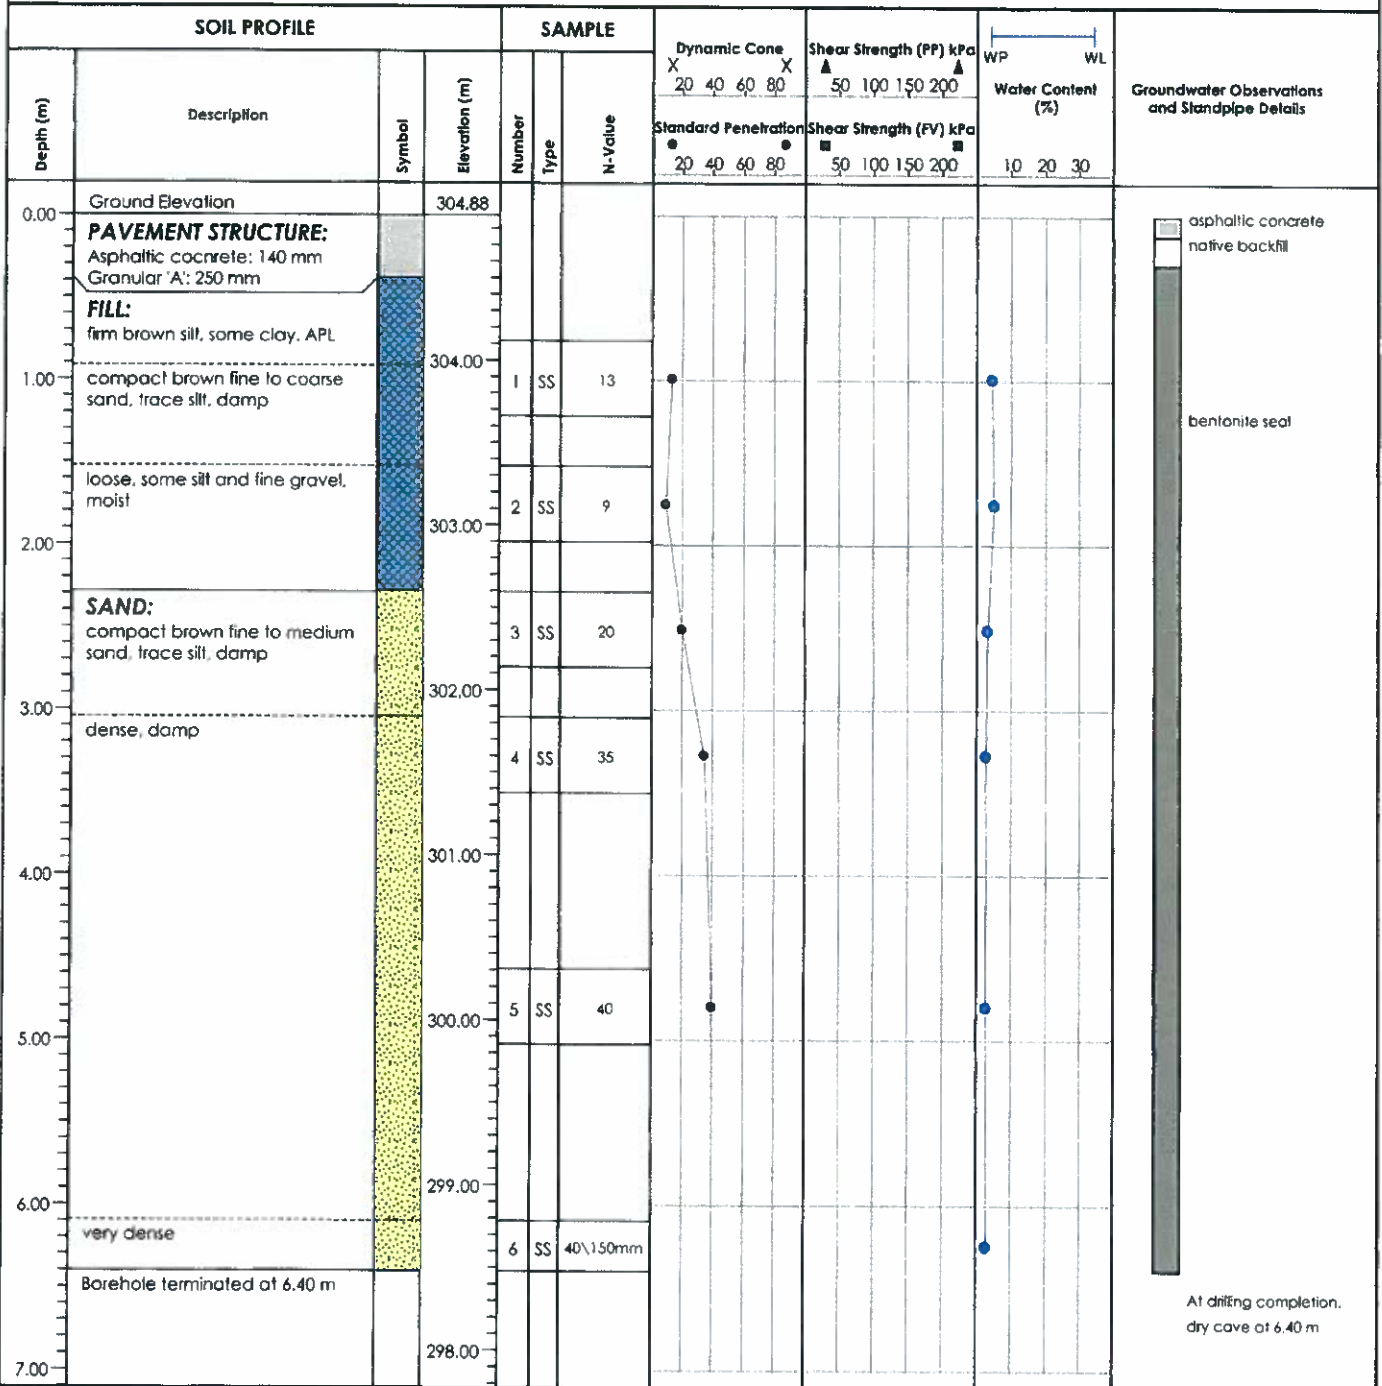 SOIL PROFILE
SAMPLE
Depth (m)
Description
Symbol
Elevation (m)
Number
Type
N-Value
Dynamic Cone
X X
20 40 60 80
Standard Penetration
20 40 60 80
Shear Strength (PP) kPa
50 100 150 200
Shear Strength (FV) kPa
50 100 150 200
WP WL
Water Content
(%)
10 20 30
Groundwater Observations
and Standpipe Details
Ground Elevation 304.88
0.00
PAVEMENT STRUCTURE:
Asphaltic cocnrete: 140 mm
Granular 'A': 250 mm
asphaltic concrete
native backfill
FILL:
firm brown silt, some clay, APL
304.00
1.00
compact brown fine to coarse
sand, trace silt, damp
1 SS 13
bentonite seal
loose, some silt and fine gravel,
moist
2 SS 9
303.00
2.00
SAND:
compact brown fine to medium
sand, trace silt, damp
3 SS 20
302.00
3.00
dense, damp
4 SS 35
301.00
4.00
5 SS 40
300.00
5.00
299.00
6.00
very dense
6 SS 40\150mm
Borehole terminated at 6.40 m
At drilling completion,
dry cave at 6.40 m
298.00
7.00